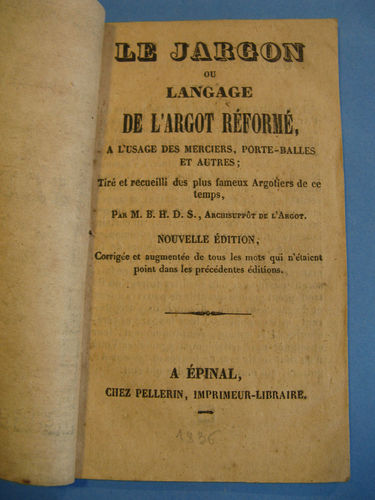 LE JARGON
OU
LANGAGE
DE L'ARGOT RÉFORMÉ,
A L'USAGE DES MERCIERS, PORTE-BALLES
ET AUTRES;
Tiré et recueilli des plus fameux Argotiers de ce
temps,
PAR M. B. H. D. S., ARCHISUPPÔT DE L'ARGOT.
NOUVELLE ÉDITION,
Corrigée et augmentée de tous les mots qui n'étaient
point dans les précédentes éditions.
A ÉPINAL,
CHEZ PELLERIN, IMPRIMEUR-LIBRAIRE.
1836